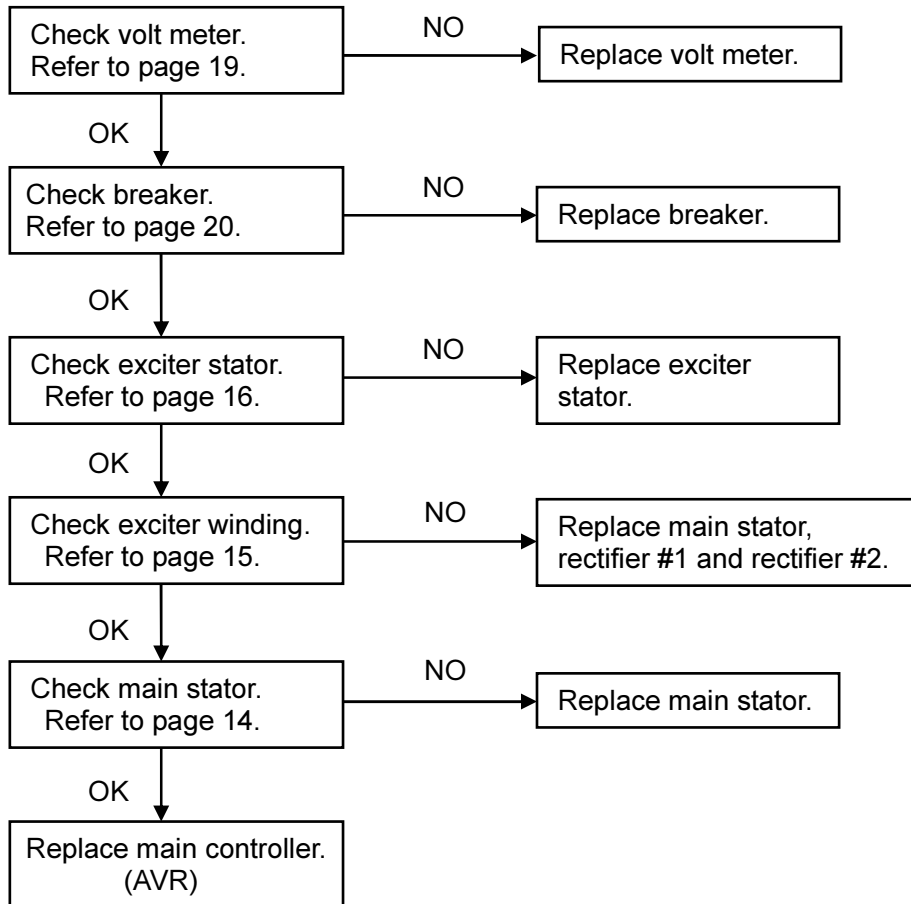 Check volt meter.
Refer to page 19.
NO
Replace volt meter.
OK
Check breaker.
Refer to page 20.
NO
Replace breaker.
OK
Check exciter stator.
Refer to page 16.
NO
Replace exciter
stator.
OK
Check exciter winding.
Refer to page 15.
NO
Replace main stator,
rectifier #1 and rectifier #2.
OK
Check main stator.
Refer to page 14.
NO
Replace main stator.
OK
Replace main controller.
(AVR)